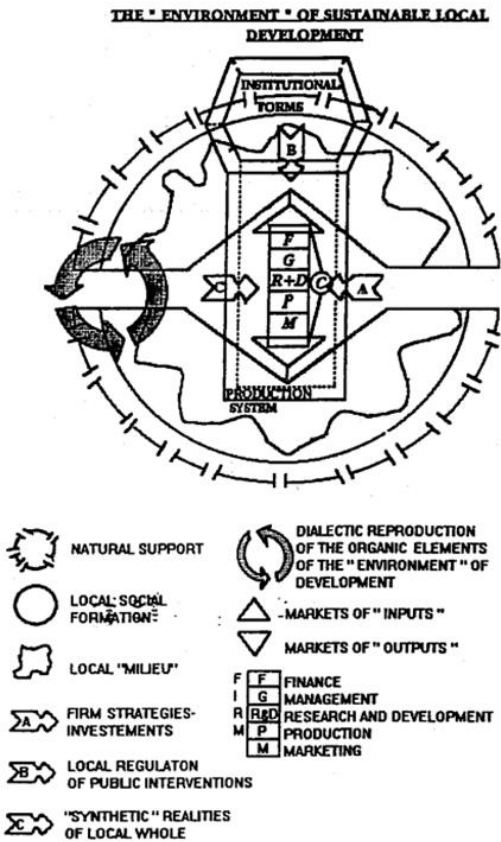 THE " ENVIRONMENT " OF SUSTAINABLE LOCAL
DEVELOPMENT
INSTITUTIONAL
FORMS
B
F
G
R+D
P
M
C
C
A
PRODUCTION
SYSTEM
NATURAL SUPPORT
LOCAL SOCIAL
FORMATION
LOCAL "MILIEU"
A
FIRM STRATEGIES-
INVESTEMENTS
B
LOCAL REGULATON
OF PUBLIC INTERVENTIONS
C
"SYNTHETIC" REALITIES
OF LOCAL WHOLE
DIALECTIC REPRODUCTION
OF THE ORGANIC ELEMENTS
OF THE " ENVIRONMENT " OF
DEVELOPMENT
-MARKETS OF " INPUTS "
MARKETS OF " OUTPUTS "
F F FINANCE
I G MANAGEMENT
R R&D RESEARCH AND DEVELOPMENT
M P PRODUCTION
M MARKETING